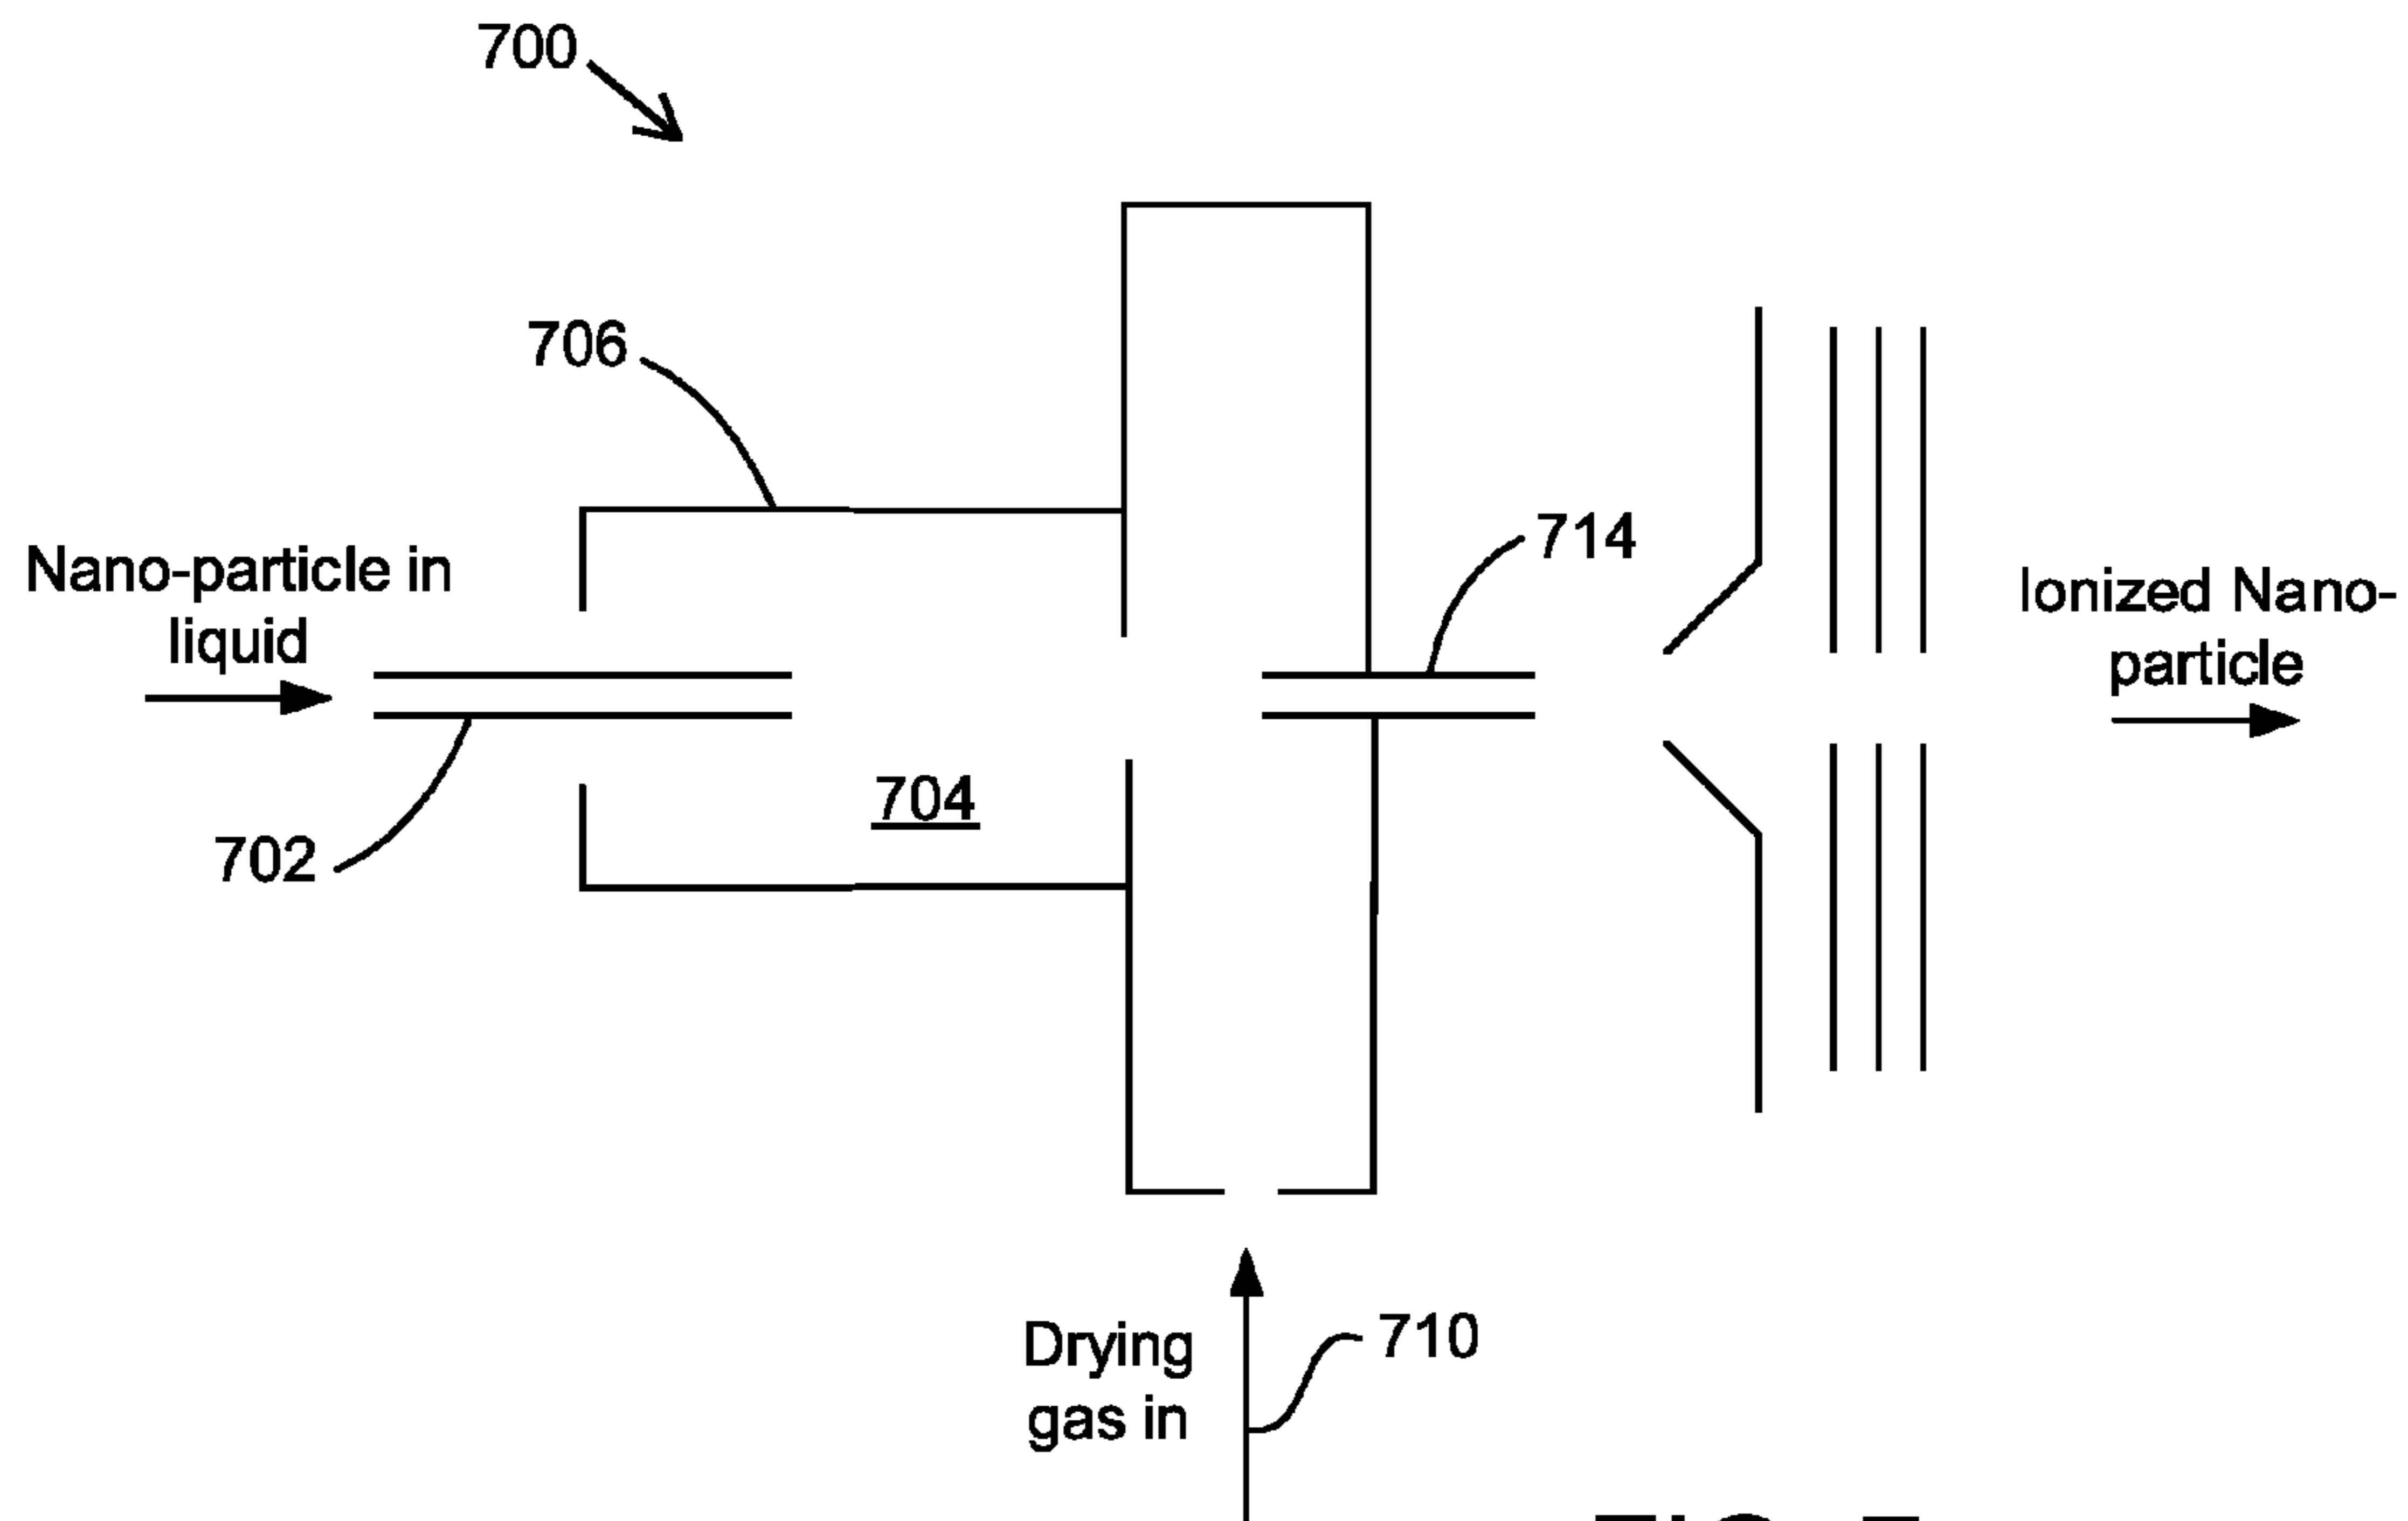 700
706
714
Nano-particle in
liquid
Ionized Nano-
particle
704
702
Drying
gas in
710